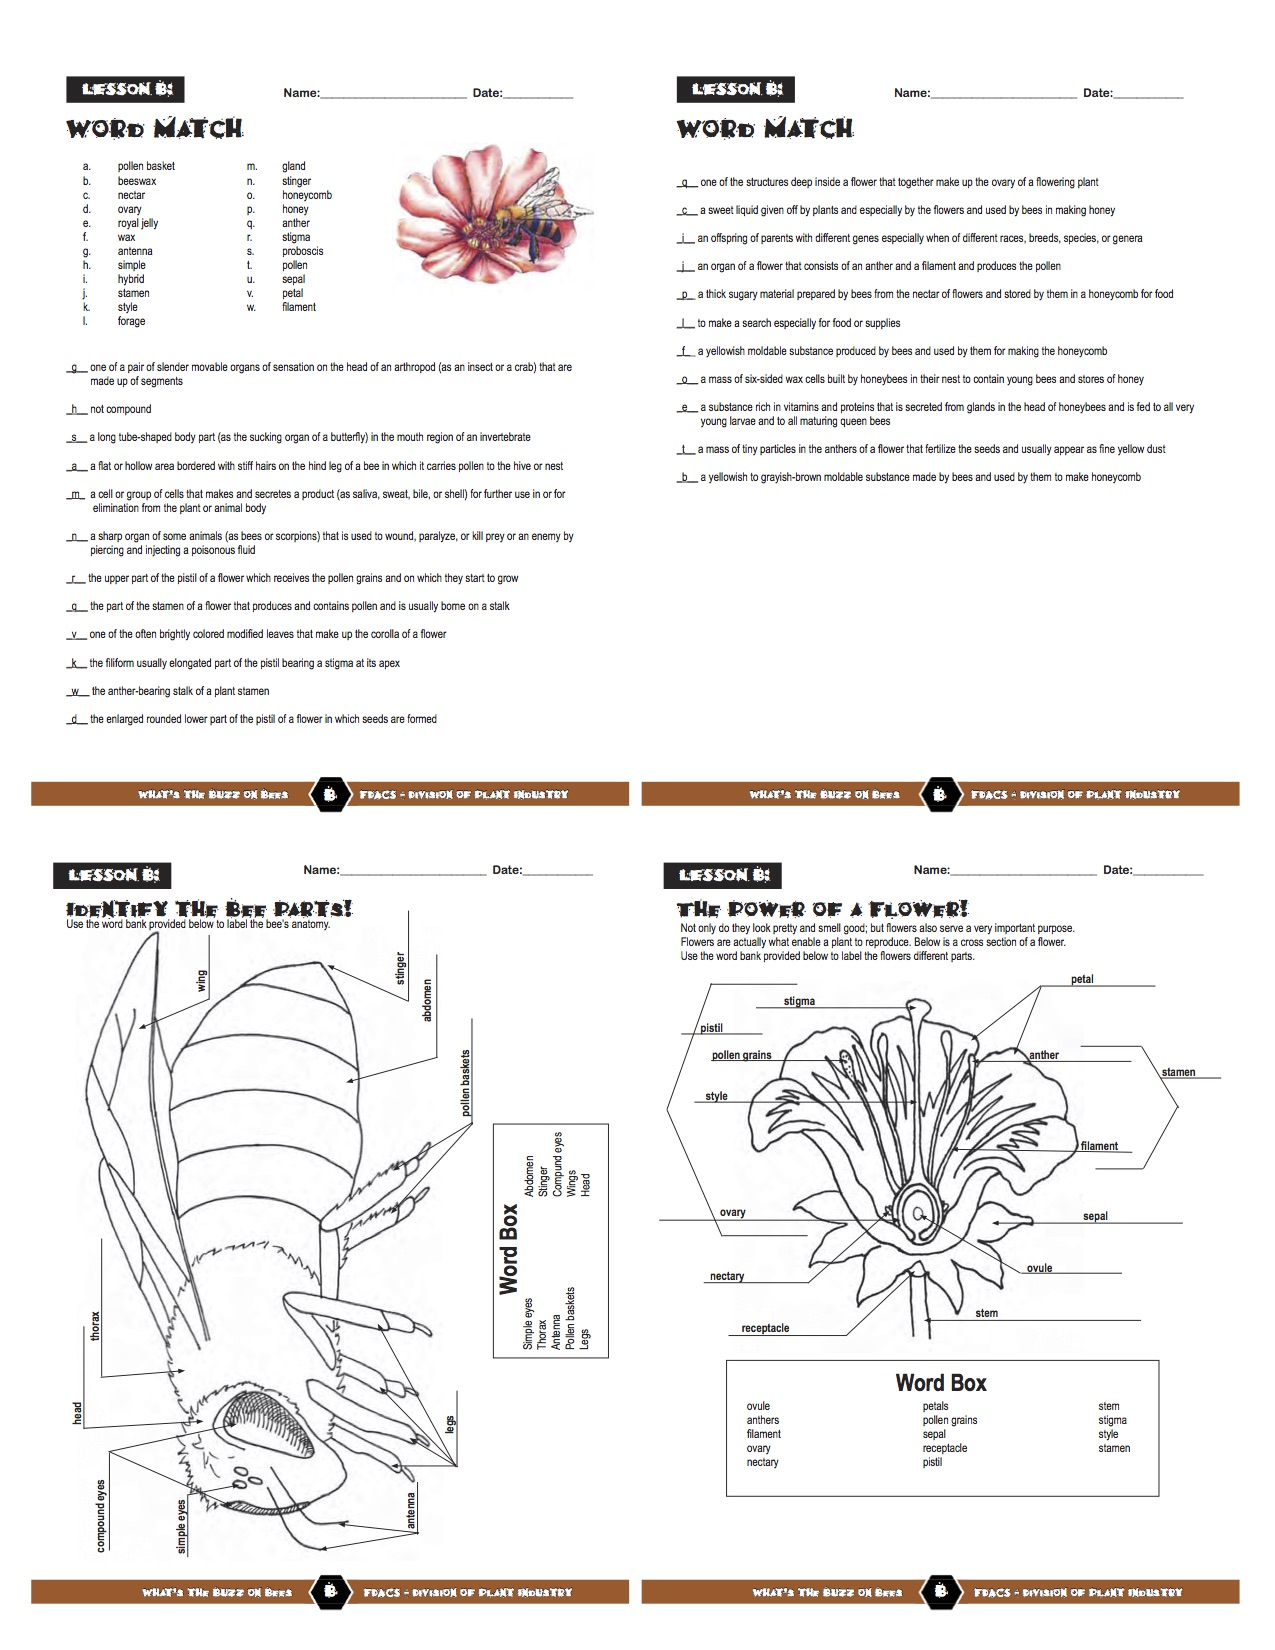 LESSON B:
Name:______________________ Date:___________
WORD MATCH
a. pollen basket
b. beeswax
c. nectar
d. ovary
e. royal jelly
f. wax
g. antenna
h. simple
i. hybrid
j. stamen
k. style
l. forage
m. gland
n. stinger
o. honeycomb
p. honey
q. anther
r. stigma
s. proboscis
t. pollen
u. sepal
v. petal
w. filament
_g__ one of a pair of slender movable organs of sensation on the head of an arthropod (as an insect or a crab) that are
made up of segments
_h__ not compound
_s__ a long tube-shaped body part (as the sucking organ of a butterfly) in the mouth region of an invertebrate
_a__ a flat or hollow area bordered with stiff hairs on the hind leg of a bee in which it carries pollen to the hive or nest
_m_ a cell or group of cells that makes and secretes a product (as saliva, sweat, bile, or shell) for further use in or for
elimination from the plant or animal body
_n__ a sharp organ of some animals (as bees or scorpions) that is used to wound, paralyze, or kill prey or an enemy by
piercing and injecting a poisonous fluid
_r__ the upper part of the pistil of a flower which receives the pollen grains and on which they start to grow
_q__ the part of the stamen of a flower that produces and contains pollen and is usually borne on a stalk
_v__ one of the often brightly colored modified leaves that make up the corolla of a flower
_k__ the filiform usually elongated part of the pistil bearing a stigma at its apex
_w__ the anther-bearing stalk of a plant stamen
_d__ the enlarged rounded lower part of the pistil of a flower in which seeds are formed
WHAT'S THE BUZZ ON BEES B FDACS - DIVISION OF PLANT INDUSTRY
LESSON B:
Name:______________________ Date:___________
WORD MATCH
_q__ one of the structures deep inside a flower that together make up the ovary of a flowering plant
_c__ a sweet liquid given off by plants and especially by the flowers and used by bees in making honey
_i__ an offspring of parents with different genes especially when of different races, breeds, species, or genera
_j__ an organ of a flower that consists of an anther and a filament and produces the pollen
_p__ a thick sugary material prepared by bees from the nectar of flowers and stored by them in a honeycomb for food
_l__ to make a search especially for food or supplies
_f__ a yellowish moldable substance produced by bees and used by them for making the honeycomb
_o__ a mass of six-sided wax cells built by honeybees in their nest to contain young bees and stores of honey
_e__ a substance rich in vitamins and proteins that is secreted from glands in the head of honeybees and is fed to all very
young larvae and to all maturing queen bees
_t__ a mass of tiny particles in the anthers of a flower that fertilize the seeds and usually appear as fine yellow dust
_b__ a yellowish to grayish-brown moldable substance made by bees and used by them to make honeycomb
WHAT'S THE BUZZ ON BEES B FDACS - DIVISION OF PLANT INDUSTRY
LESSON B:
Name:______________________ Date:___________
IDENTIFY THE BEE PARTS!
Use the word bank provided below to label the bee's anatomy.
wing
stinger
abdomen
pollen baskets
thorax
head
legs
compound eyes
simple eyes
antenna
Word Box
Simple eyes
Thorax
Antenna
Pollen baskets
Legs
Abdomen
Stinger
Compund eyes
Wings
Head
WHAT'S THE BUZZ ON BEES B FDACS - DIVISION OF PLANT INDUSTRY
LESSON B:
Name:______________________ Date:___________
THE POWER OF A FLOWER!
Not only do they look pretty and smell good; but flowers also serve a very important purpose.
Flowers are actually what enable a plant to reproduce. Below is a cross section of a flower.
Use the word bank provided below to label the flowers different parts.
petal
stigma
pistil
pollen grains
anther
stamen
style
filament
ovary
sepal
nectary
ovule
stem
receptacle
Word Box
ovule petals stem
anthers pollen grains stigma
filament sepal style
ovary receptacle stamen
nectary pistil
WHAT'S THE BUZZ ON BEES B FDACS - DIVISION OF PLANT INDUSTRY